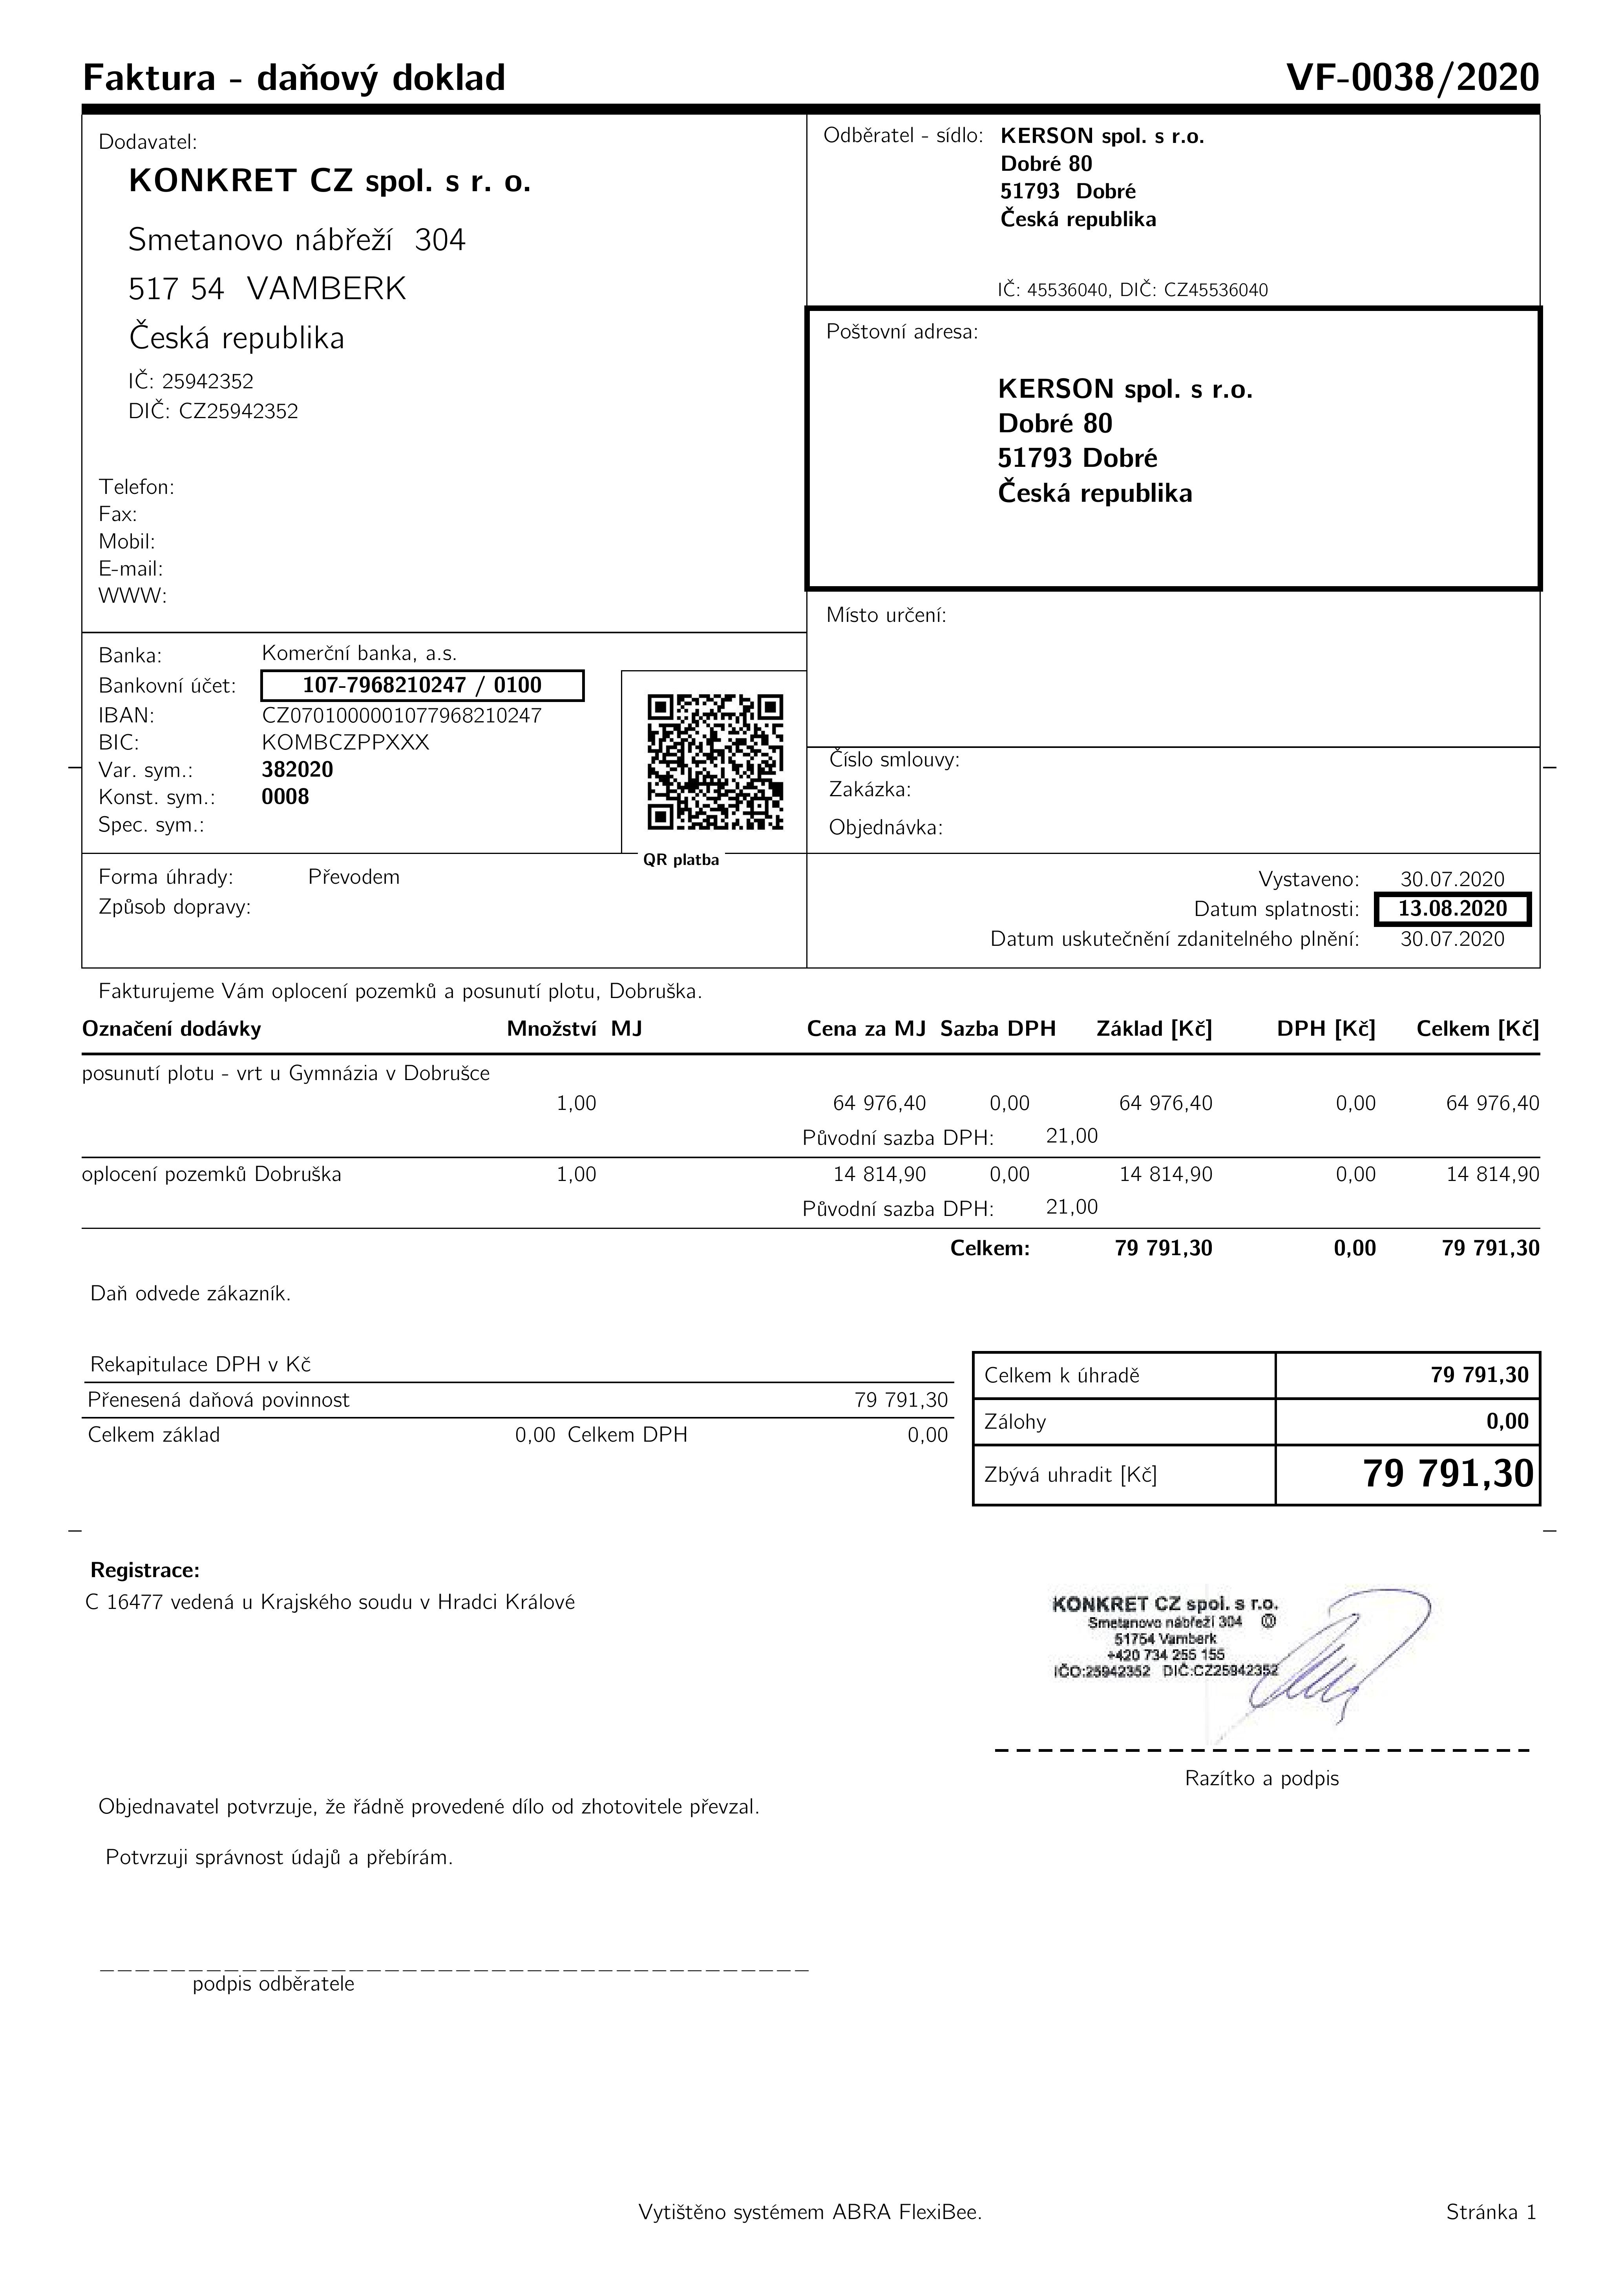 Faktura - daňový doklad
VF-0038/2020
Dodavatel:
KONKRET CZ spol. s r. o.
Smetanovo nábřeží 304
517 54 VAMBERK
Česká republika
IČ: 25942352
DIČ: CZ25942352
Telefon:
Fax:
Mobil:
E-mail:
WWW:
Odběratel - sídlo: KERSON spol. s r.o.
Dobré 80
51793 Dobré
Česká republika
IČ: 45536040, DIČ: CZ45536040
Poštovní adresa:
KERSON spol. s r.o.
Dobré 80
51793 Dobré
Česká republika
Místo určení:
Banka: Komerční banka, a.s.
Bankovní účet: 107-7968210247 / 0100
IBAN: CZ0701000001077968210247
BIC: KOMBCZPPXXX
Var. sym.: 382020
Konst. sym.: 0008
Spec. sym.:
QR platba
Číslo smlouvy:
Zakázka:
Objednávka:
Forma úhrady: Převodem
Způsob dopravy:
Vystaveno: 30.07.2020
Datum splatnosti: 13.08.2020
Datum uskutečnění zdanitelného plnění: 30.07.2020
Fakturujeme Vám oplocení pozemků a posunutí plotu, Dobruška.
Označení dodávky Množství MJ Cena za MJ Sazba DPH Základ [Kč] DPH [Kč] Celkem [Kč]
posunutí plotu - vrt u Gymnázia v Dobrušce
1,00 64 976,40 0,00 64 976,40 0,00 64 976,40
Původní sazba DPH: 21,00
oplocení pozemků Dobruška 1,00 14 814,90 0,00 14 814,90 0,00 14 814,90
Původní sazba DPH: 21,00
Celkem: 79 791,30 0,00 79 791,30
Daň odvede zákazník.
Rekapitulace DPH v Kč
Přenesená daňová povinnost 79 791,30
Celkem základ 0,00 Celkem DPH 0,00
Celkem k úhradě 79 791,30
Zálohy 0,00
Zbývá uhradit [Kč] 79 791,30
Registrace:
C 16477 vedená u Krajského soudu v Hradci Králové
KONKRET CZ spol. s r.o.
Smetanovo nábřeží 304
51754 Vamberk
+420 734 255 155
IČO:25942352 DIČ:CZ25942352
Razítko a podpis
Objednavatel potvrzuje, že řádně provedené dílo od zhotovitele převzal.
Potvrzuji správnost údajů a přebírám.
podpis odběratele
Vytištěno systémem ABRA FlexiBee.
Stránka 1